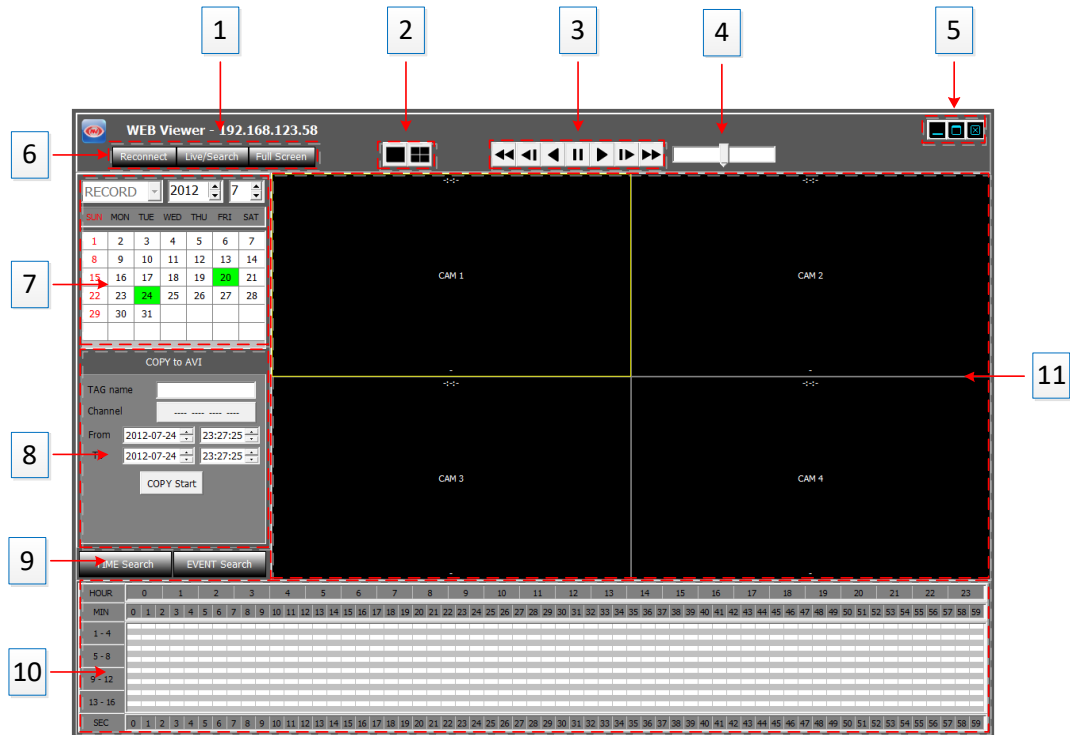 1 2 3 4 5
WEB Viewer - 192.168.123.58
6
Reconnect Live/Search Full Screen
RECORD 2012 7
SUN MON TUE WED THU FRI SAT
1 2 3 4 5 6 7
8 9 10 11 12 13 14
15 16 17 18 19 20 21
22 23 24 25 26 27 28
29 30 31
7
-:-:-
CAM 1
-
-:-:-
CAM 2
-:-:-
CAM 3
-
-:-:-
CAM 4
-
11
COPY to AVI
TAG name
Channel ---- ---- ---- ----
From 2012-07-24 23:27:25
8
To 2012-07-24 23:27:25
COPY Start
9
TIME Search EVENT Search
HOUR 0 1 2 3 4 5 6 7 8 9 10 11 12 13 14 15 16 17 18 19 20 21 22 23
MIN 0 1 2 3 4 5 6 7 8 9 10 11 12 13 14 15 16 17 18 19 20 21 22 23 24 25 26 27 28 29 30 31 32 33 34 35 36 37 38 39 40 41 42 43 44 45 46 47 48 49 50 51 52 53 54 55 56 57 58 59
1 - 4
5 - 8
10
9 - 12
13 - 16
SEC 0 1 2 3 4 5 6 7 8 9 10 11 12 13 14 15 16 17 18 19 20 21 22 23 24 25 26 27 28 29 30 31 32 33 34 35 36 37 38 39 40 41 42 43 44 45 46 47 48 49 50 51 52 53 54 55 56 57 58 59